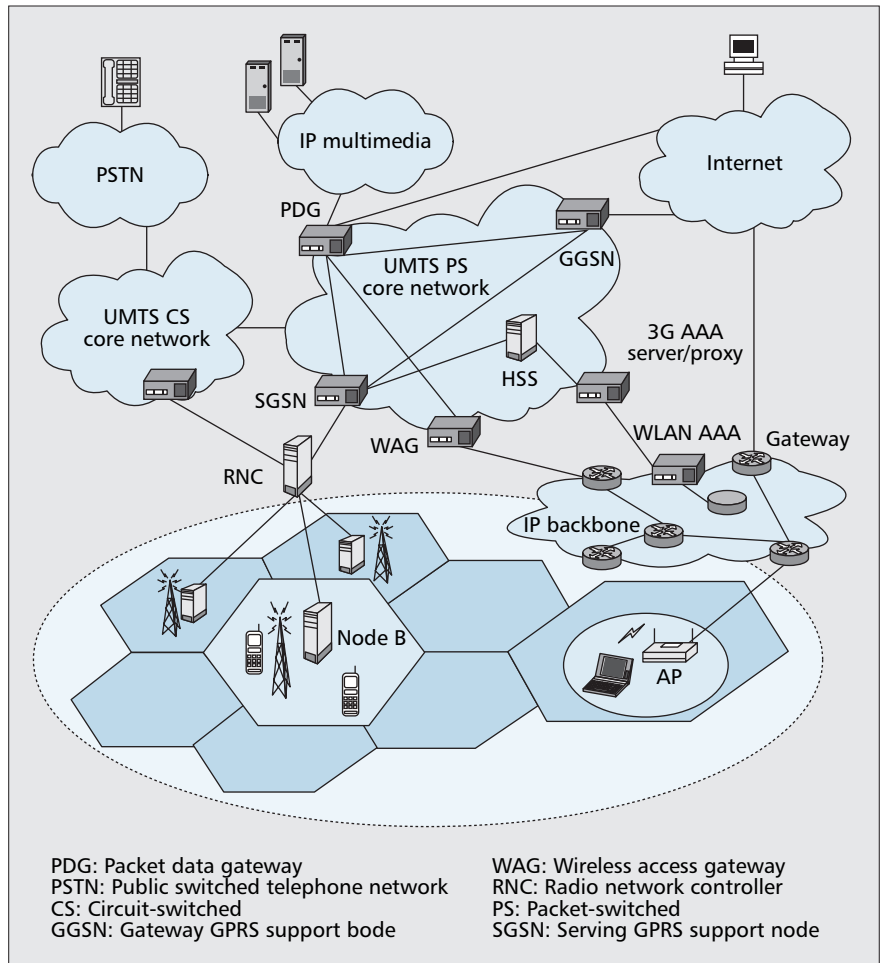 IP multimedia
PSTN
Internet
PDG
GGSN
UMTS PS
core network
UMTS CS
core network
3G AAA
server/proxy
HSS
SGSN
WAG
WLAN AAA
Gateway
RNC
IP backbone
Node B
AP
PDG: Packet data gateway
PSTN: Public switched telephone network
CS: Circuit-switched
GGSN: Gateway GPRS support bode
WAG: Wireless access gateway
RNC: Radio network controller
PS: Packet-switched
SGSN: Serving GPRS support node